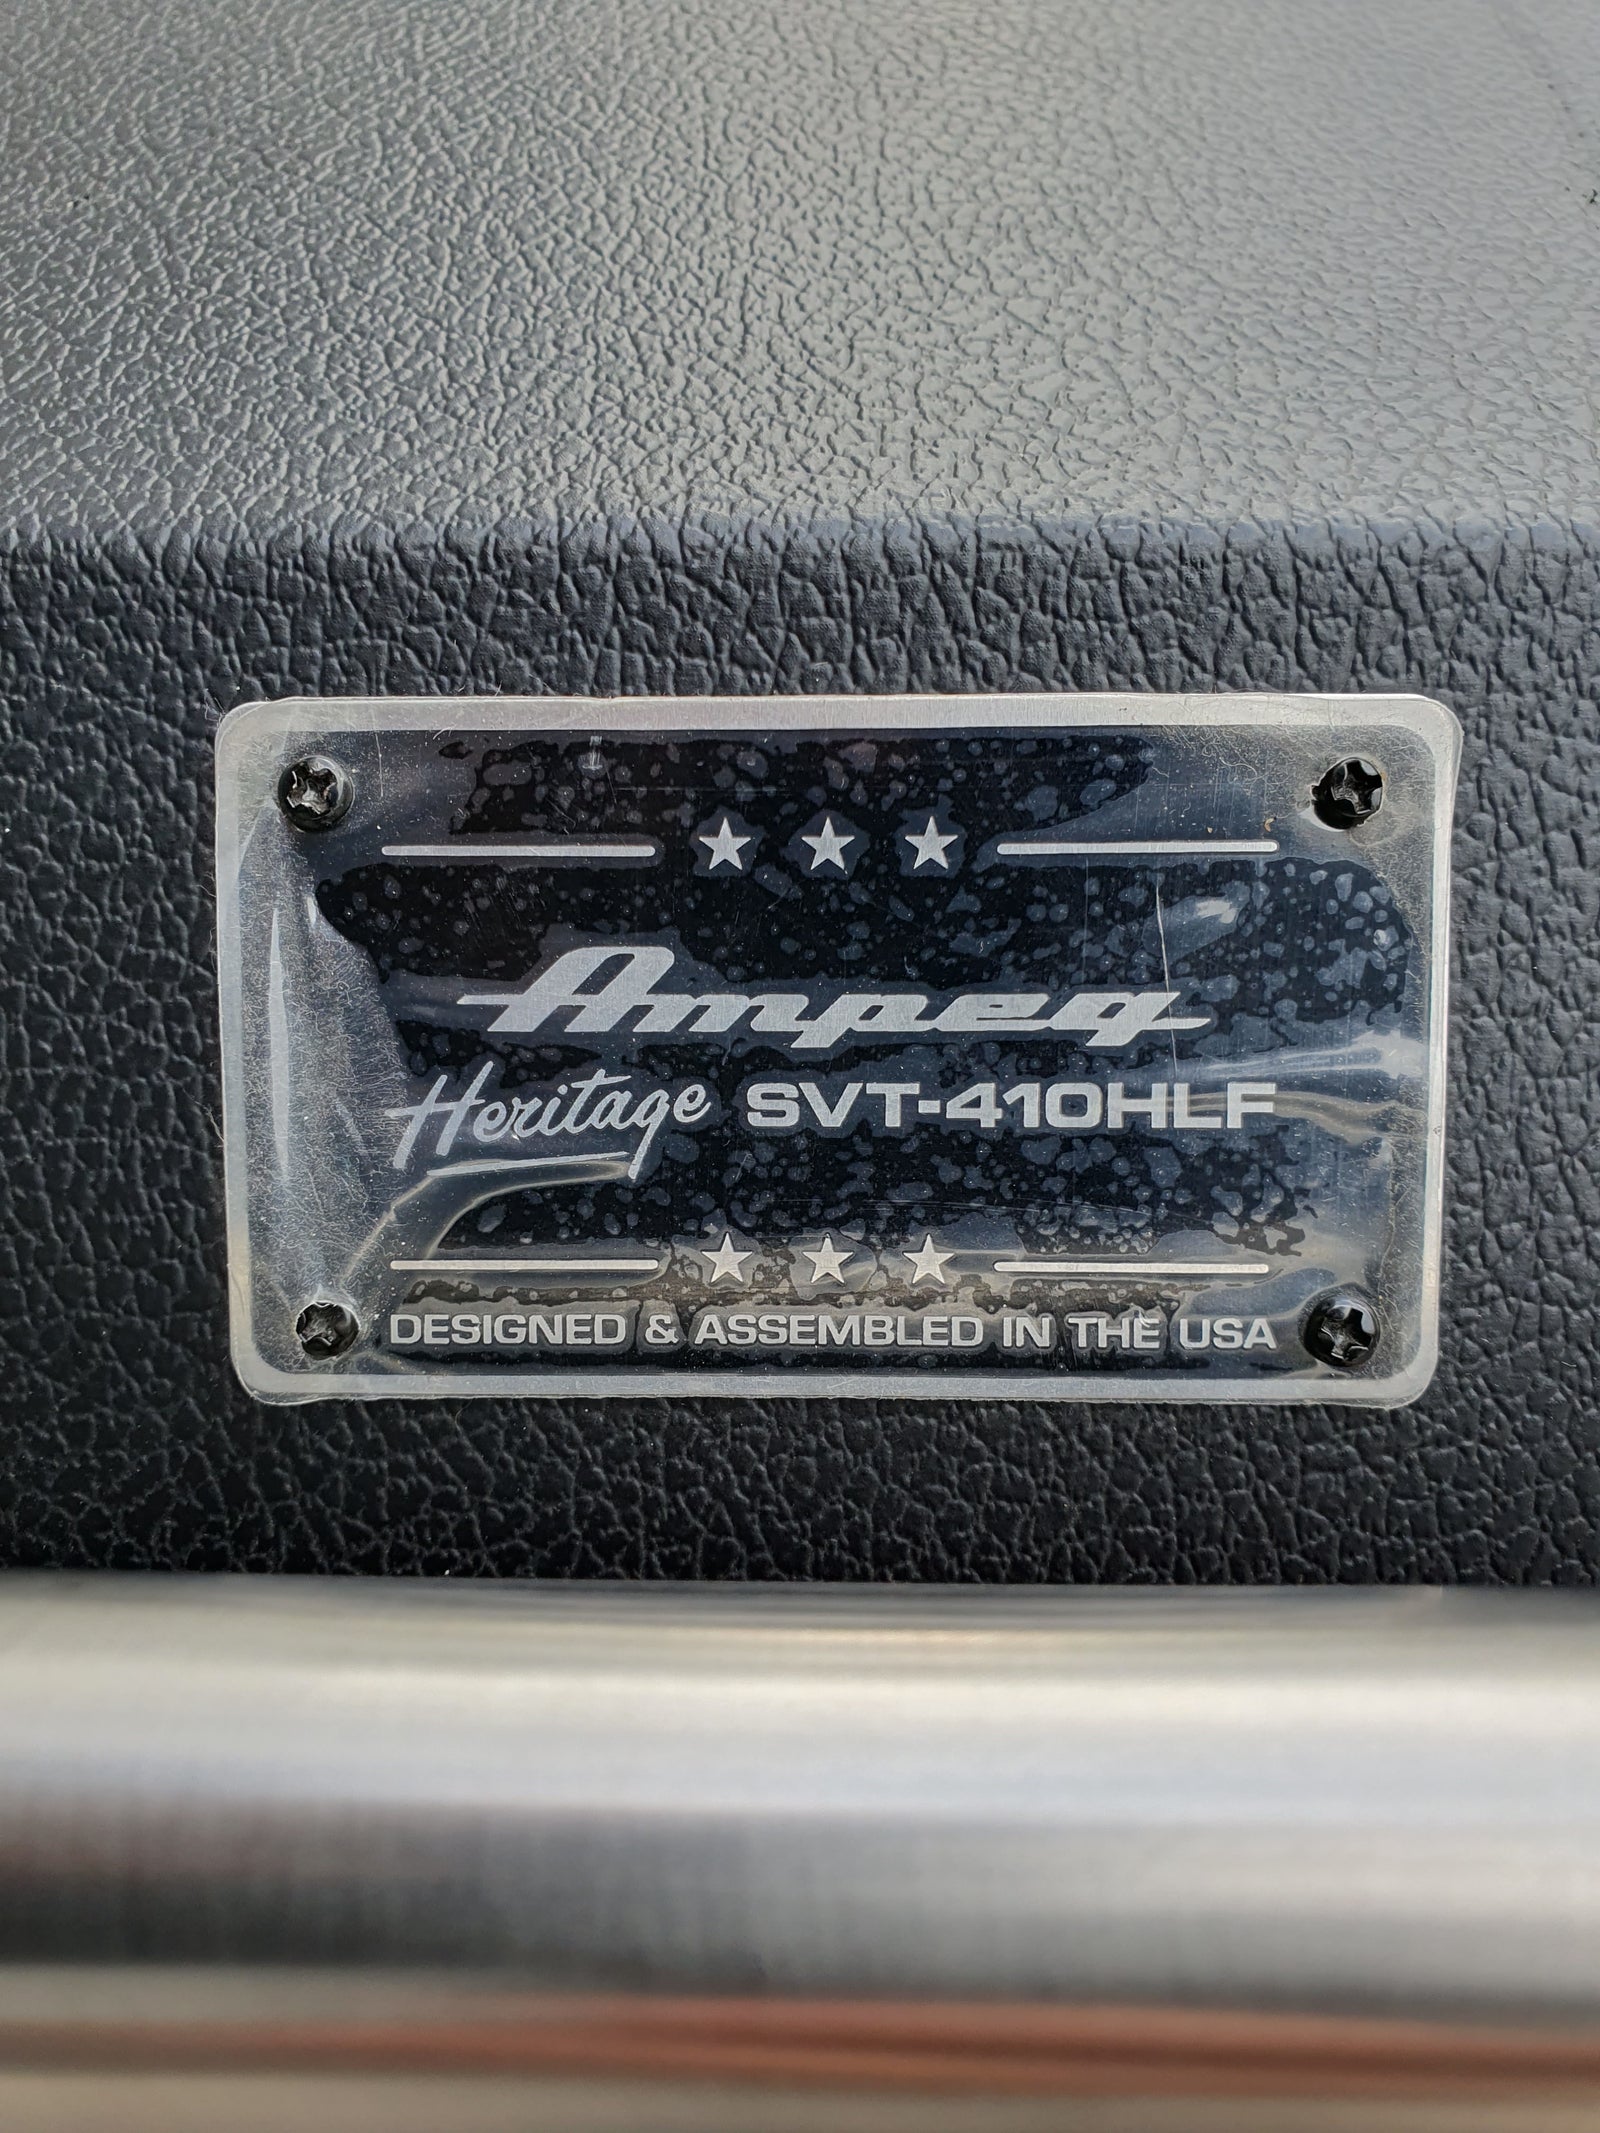 Ampeg
Heritage SVT-410HLF
DESIGNED & ASSEMBLED IN THE USA